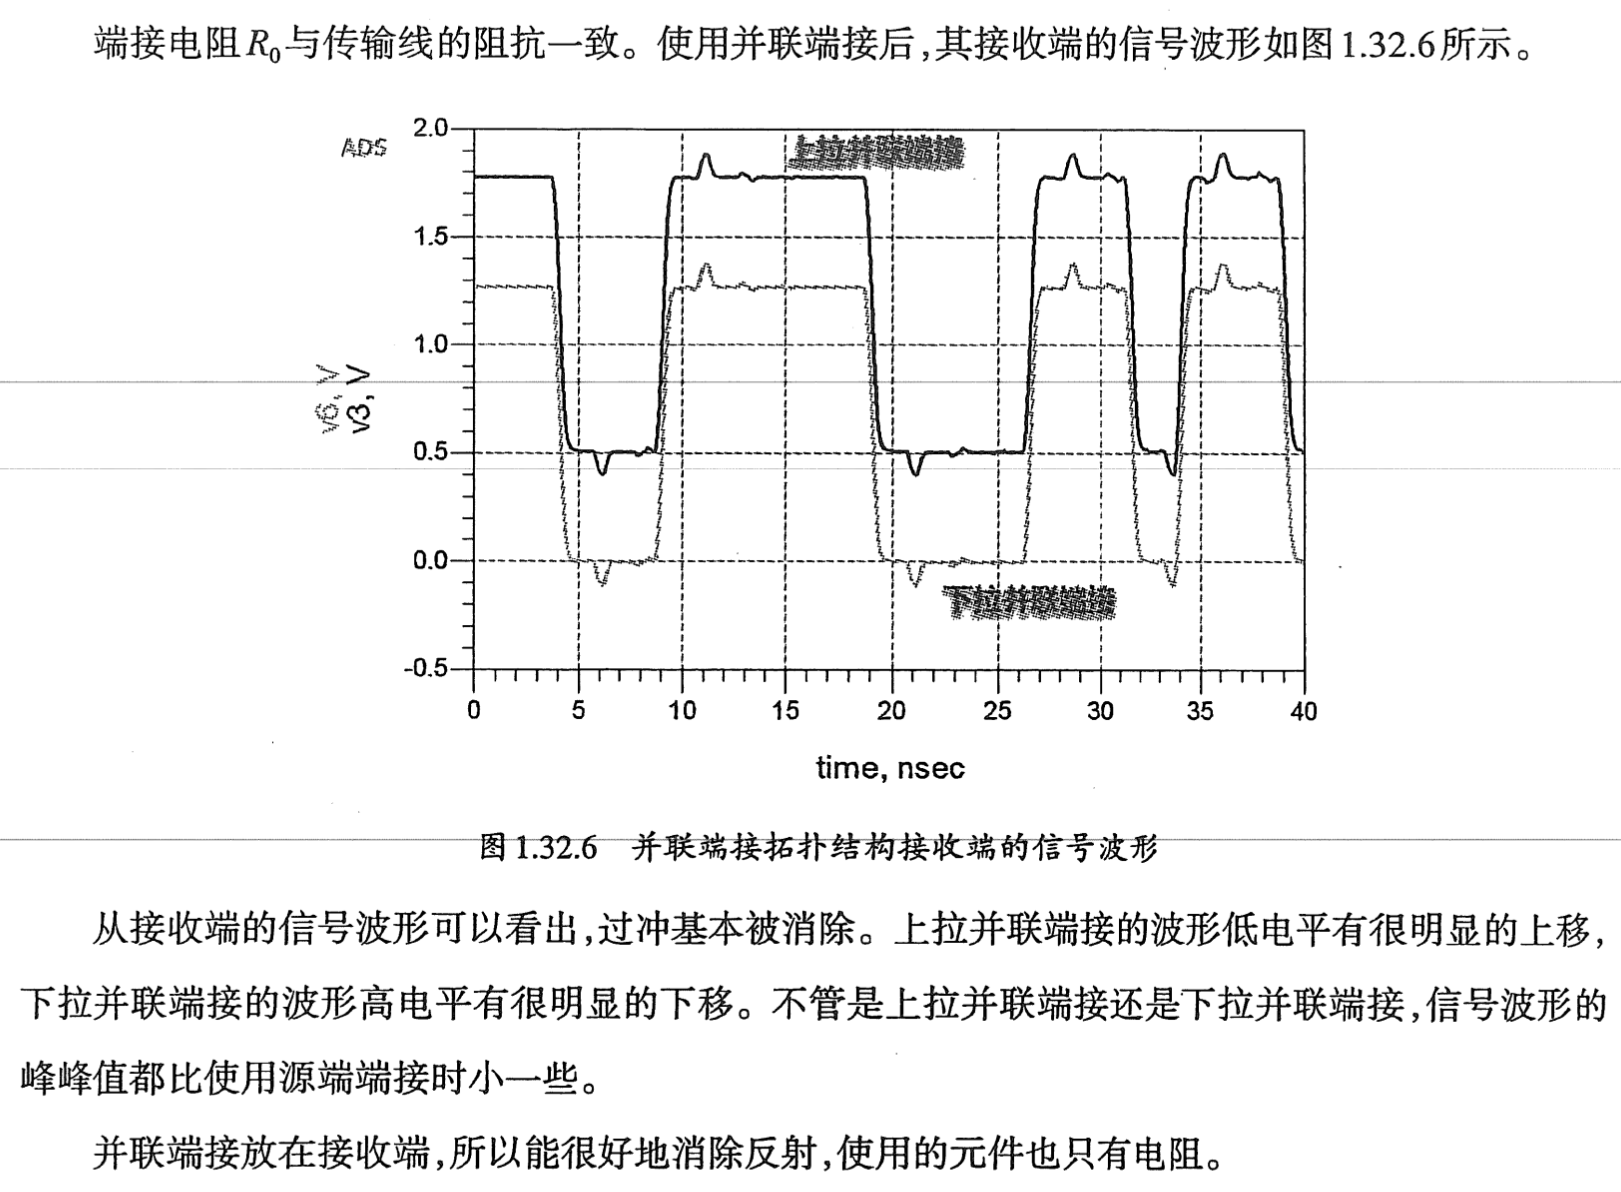 端接电阻R₀与传输线的阻抗一致。使用并联端接后,其接收端的信号波形如图1.32.6所示。
ADS
2.0
上拉并联端接
1.5
1.0
v6, V
v3, V
0.5
0.0
下拉并联端接
-0.5
0 5 10 15 20 25 30 35 40
time, nsec
图 1.32.6 并联端接拓扑结构接收端的信号波形
从接收端的信号波形可以看出,过冲基本被消除。上拉并联端接的波形低电平有很明显的上移,
下拉并联端接的波形高电平有很明显的下移。不管是上拉并联端接还是下拉并联端接,信号波形的
峰峰值都比使用源端端接时小一些。
并联端接放在接收端,所以能很好地消除反射,使用的元件也只有电阻。